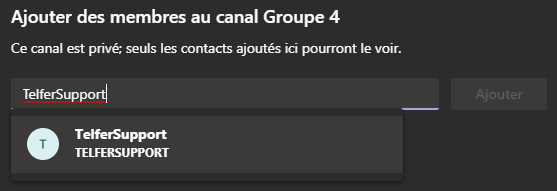 Ajouter des membres au canal Groupe 4
Ce canal est privé; seuls les contacts ajoutés ici pourront le voir.
TelferSupport
Ajouter
T
TelferSupport
TELFERSUPPORT